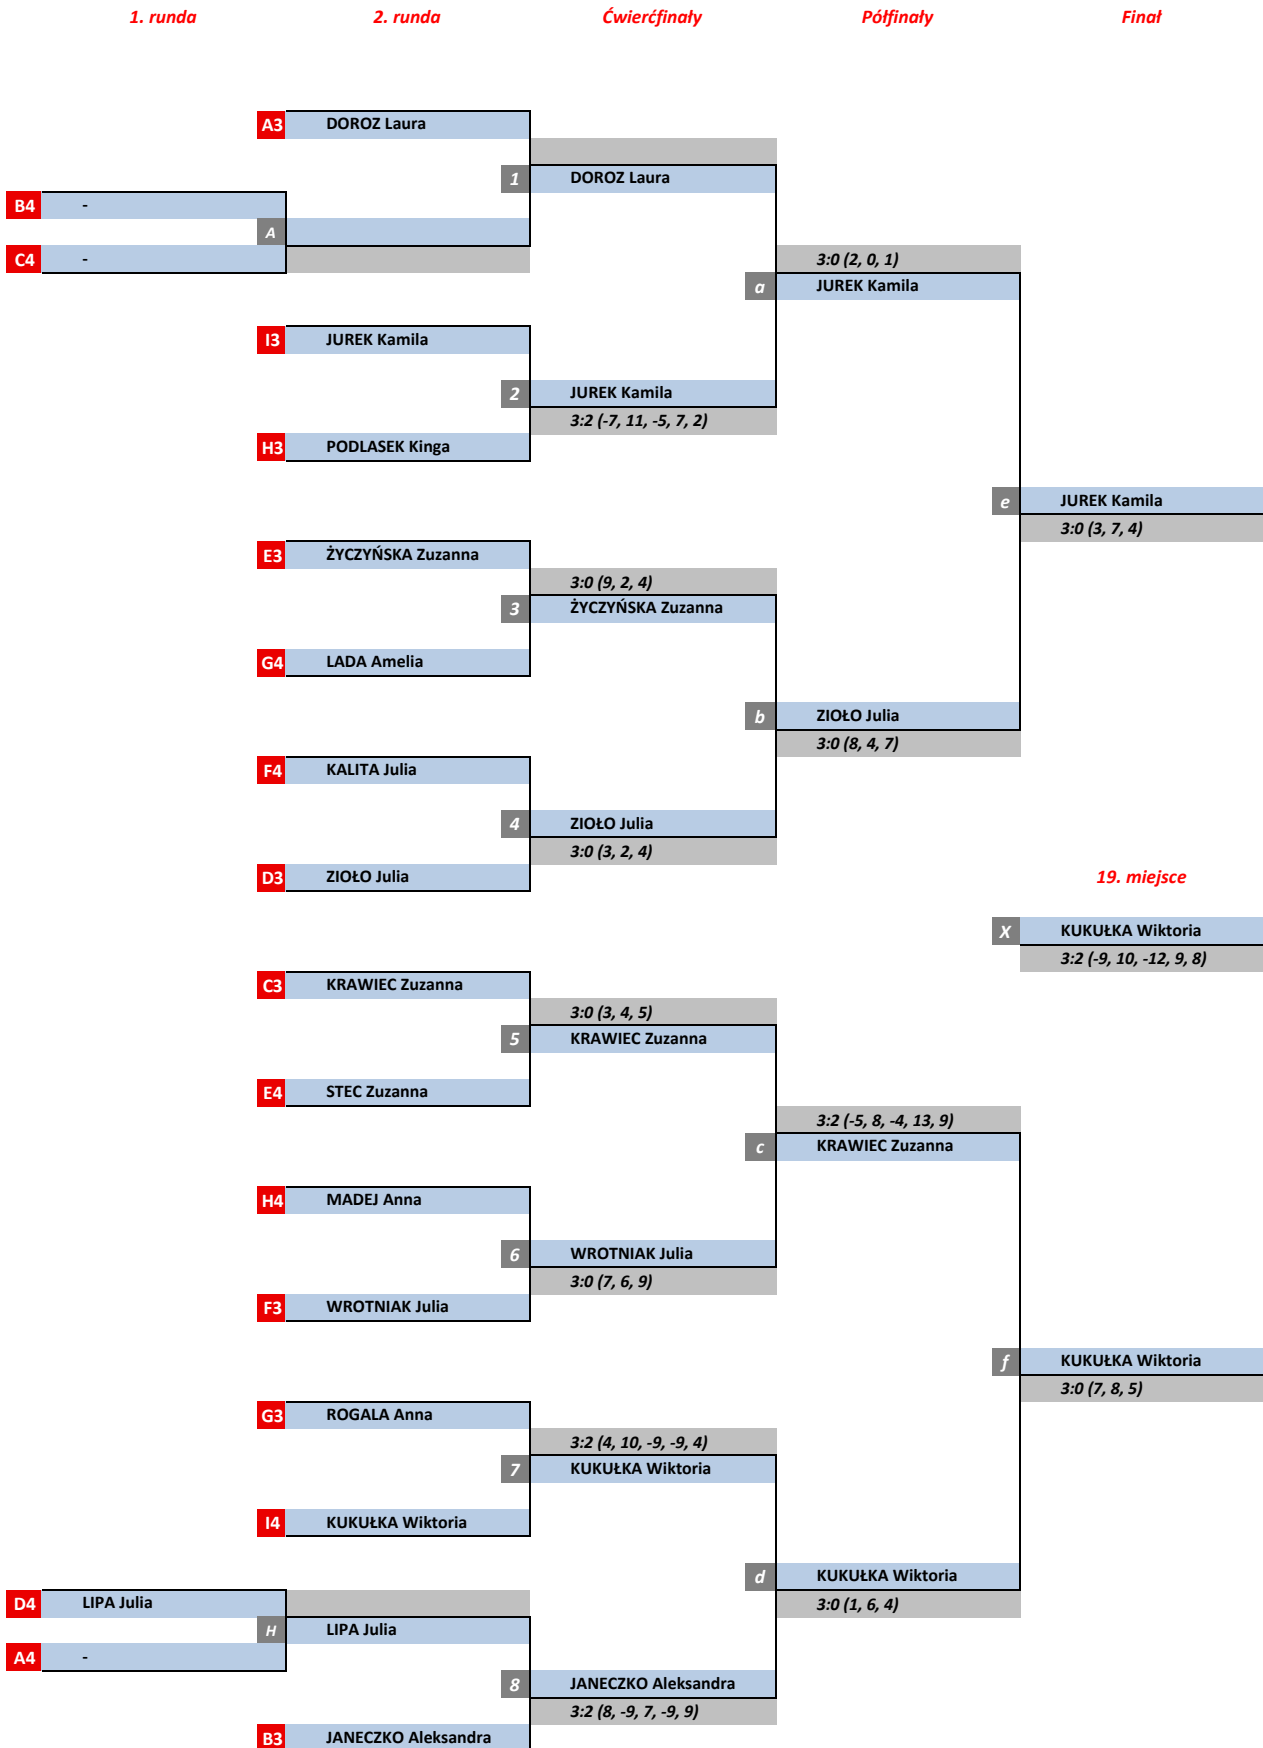 1. runda 2. runda Ćwierćfinały Półfinały Finał
A3 DOROZ Laura
1 DOROZ Laura
B4 -
A
C4 -
3:0 (2, 0, 1)
a JUREK Kamila
I3 JUREK Kamila
2 JUREK Kamila
3:2 (-7, 11, -5, 7, 2)
H3 PODLASEK Kinga
e JUREK Kamila
3:0 (3, 7, 4)
E3 ŻYCZYŃSKA Zuzanna
3:0 (9, 2, 4)
3 ŻYCZYŃSKA Zuzanna
G4 LADA Amelia
b ZIOŁO Julia
3:0 (8, 4, 7)
F4 KALITA Julia
4 ZIOŁO Julia
3:0 (3, 2, 4)
D3 ZIOŁO Julia
19. miejsce
X KUKUŁKA Wiktoria
3:2 (-9, 10, -12, 9, 8)
C3 KRAWIEC Zuzanna
3:0 (3, 4, 5)
5 KRAWIEC Zuzanna
E4 STEC Zuzanna
3:2 (-5, 8, -4, 13, 9)
c KRAWIEC Zuzanna
H4 MADEJ Anna
6 WROTNIAK Julia
3:0 (7, 6, 9)
F3 WROTNIAK Julia
f KUKUŁKA Wiktoria
3:0 (7, 8, 5)
G3 ROGALA Anna
3:2 (4, 10, -9, -9, 4)
7 KUKUŁKA Wiktoria
I4 KUKUŁKA Wiktoria
d KUKUŁKA Wiktoria
3:0 (1, 6, 4)
D4 LIPA Julia
H LIPA Julia
A4 -
8 JANECZKO Aleksandra
3:2 (8, -9, 7, -9, 9)
B3 JANECZKO Aleksandra